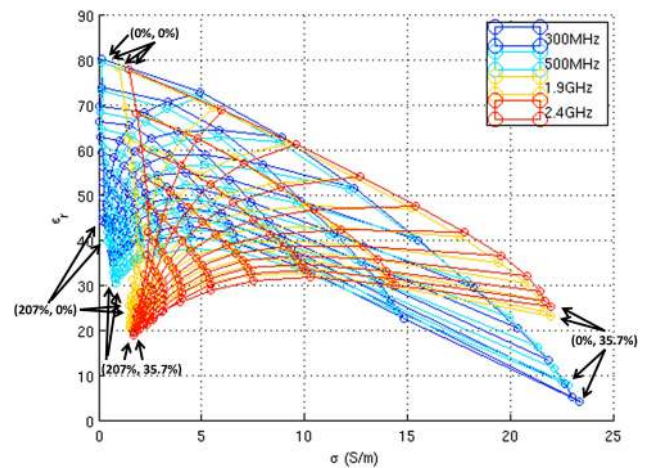 90
80
70
60
50
40
30
20
10
0
εr
(0%, 0%)
300MHz
500MHz
1.9GHz
2.4GHz
(207%, 0%)
(207%, 35.7%)
(0%, 35.7%)
0 5 10 15 20 25
σ (S/m)